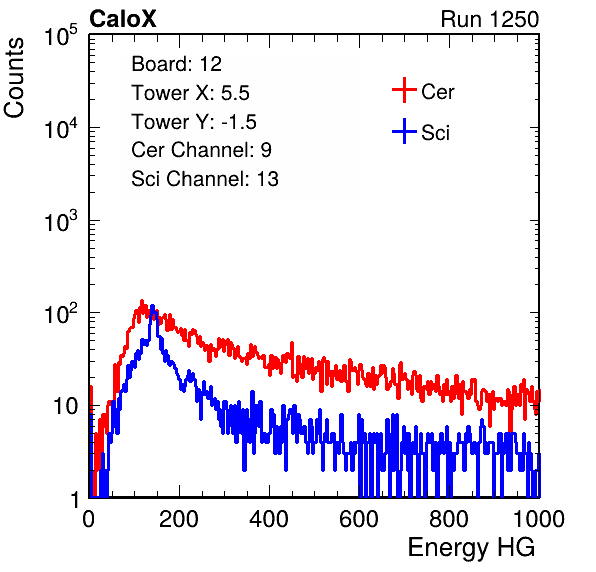 CaloX Run 1250
Counts
10^5
10^4
10^3
10^2
10
1
Board: 12
Tower X: 5.5
Tower Y: -1.5
Cer Channel: 9
Sci Channel: 13
Cer
Sci
0 200 400 600 800 1000
Energy HG